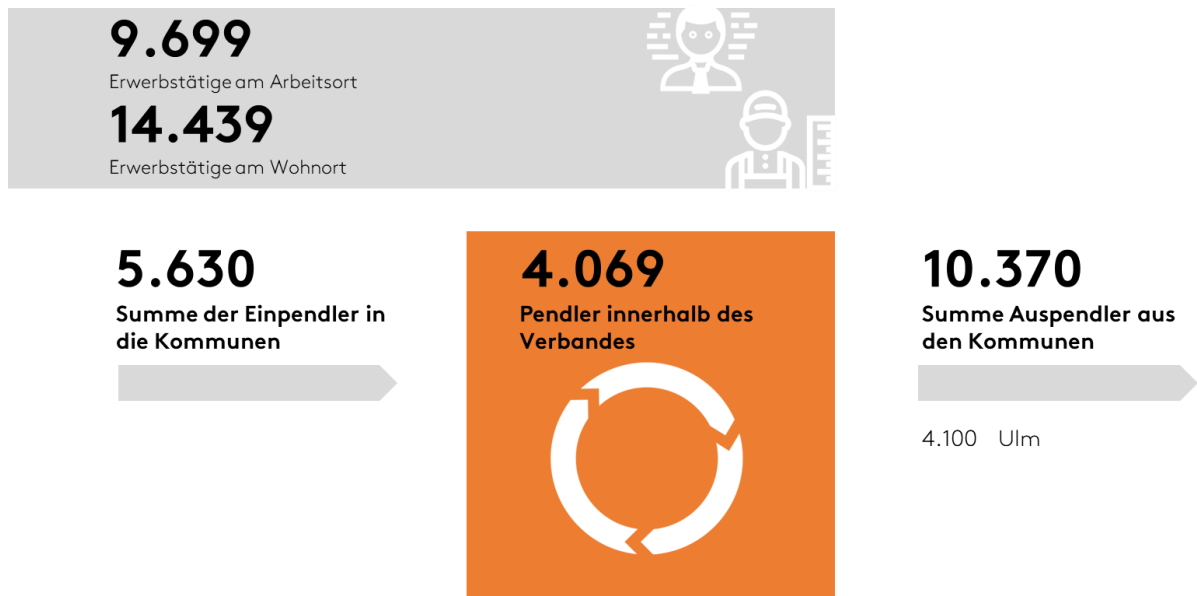 9.699
Erwerbstätige am Arbeitsort
14.439
Erwerbstätige am Wohnort
5.630
Summe der Einpendler in
die Kommunen
4.069
Pendler innerhalb des
Verbandes
10.370
Summe Auspendler aus
den Kommunen
4.100 Ulm